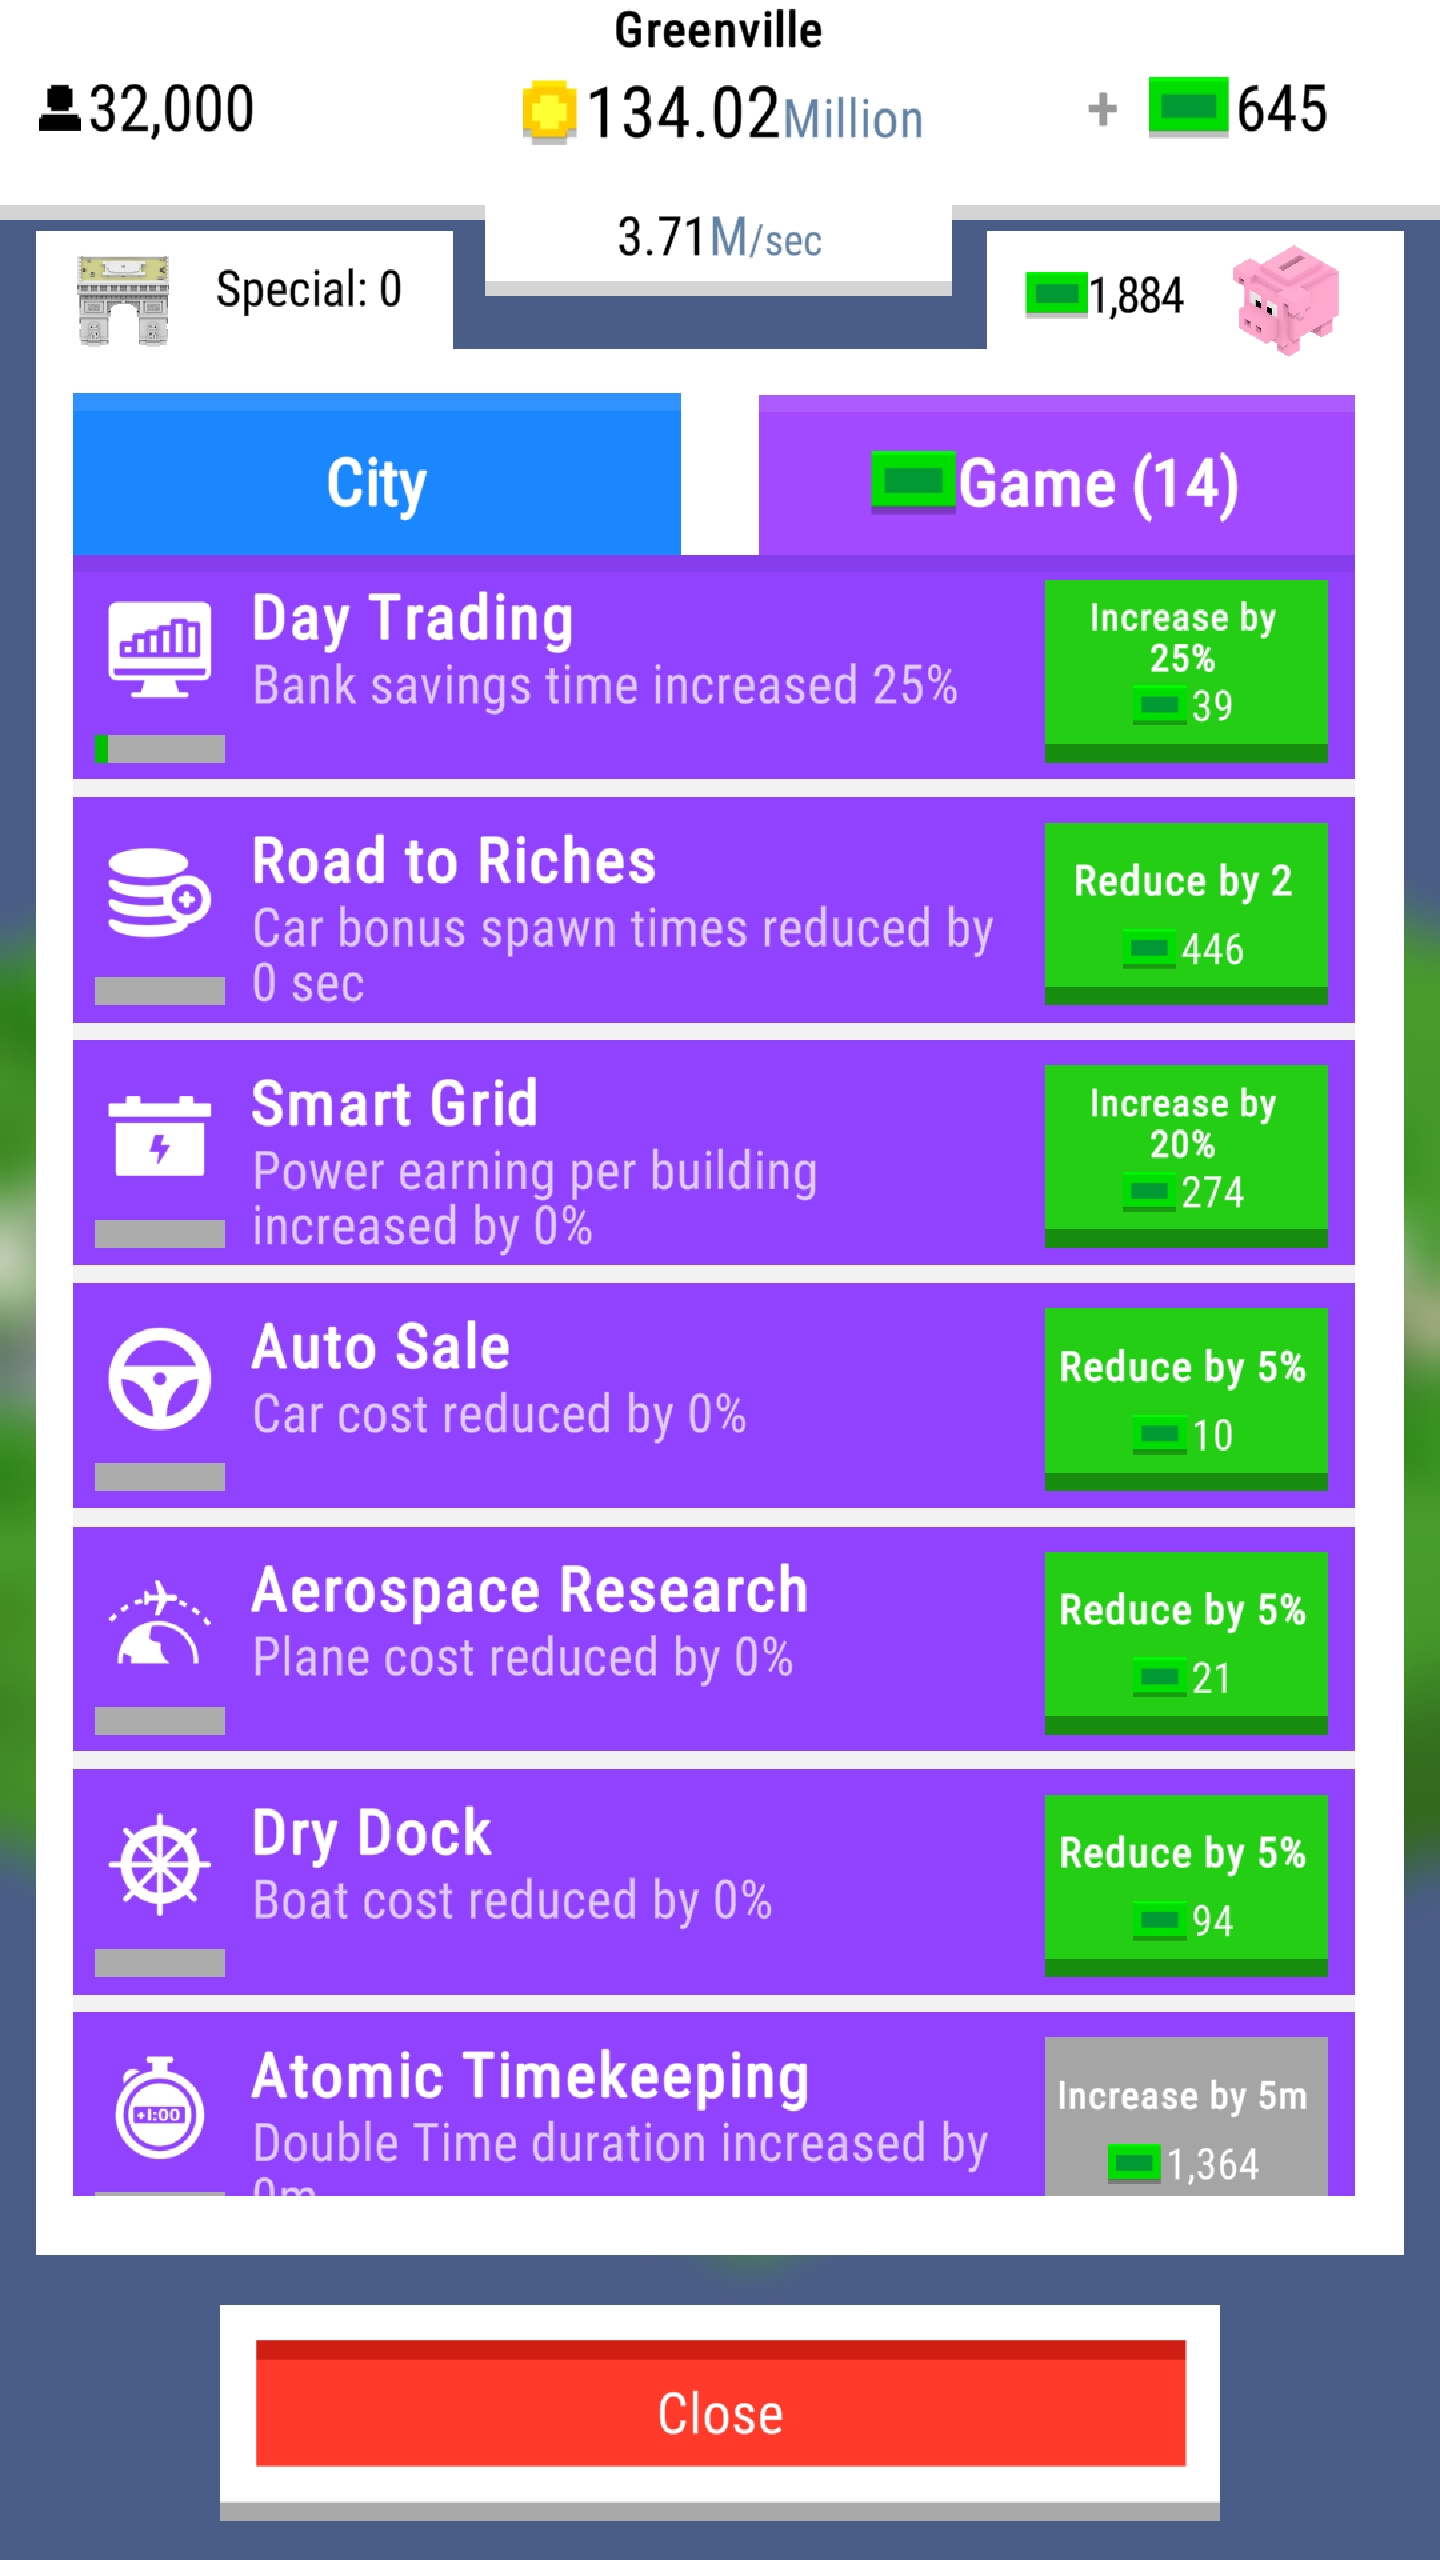 Greenville
32,000
134.02Million
+ 645
3.71M/sec
Special: 0
1,884
City
Game (14)
Day Trading
Bank savings time increased 25%
Increase by
25%
39
Road to Riches
Car bonus spawn times reduced by
0 sec
Reduce by 2
446
Smart Grid
Power earning per building
increased by 0%
Increase by
20%
274
Auto Sale
Car cost reduced by 0%
Reduce by 5%
10
Aerospace Research
Plane cost reduced by 0%
Reduce by 5%
21
Dry Dock
Boat cost reduced by 0%
Reduce by 5%
94
+1:00
Atomic Timekeeping
Double Time duration increased by
0m
Increase by 5m
1,364
Close